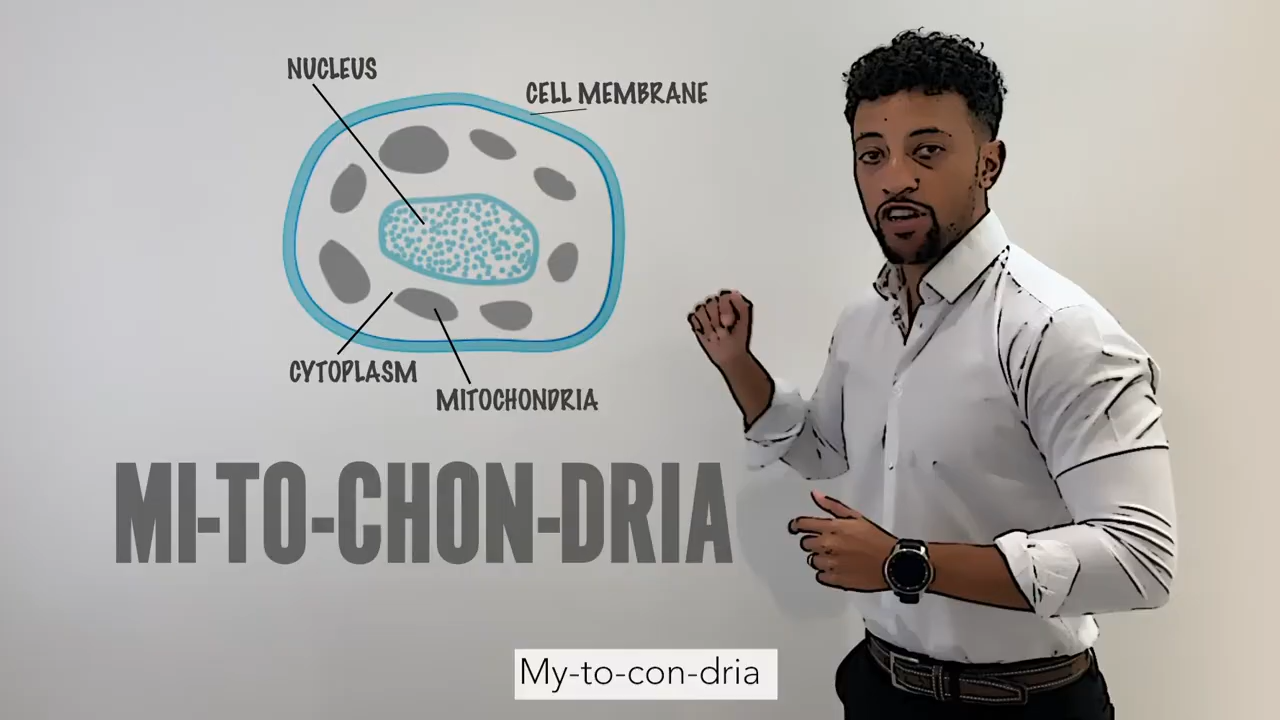 NUCLEUS
CELL MEMBRANE
CYTOPLASM
MITOCHONDRIA
MI-TO-CHON-DRIA
My-to-con-dria